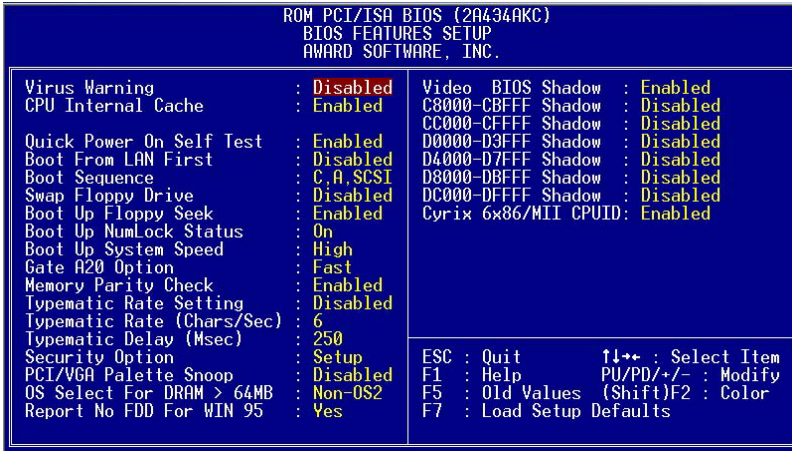 ROM PCI/ISA BIOS (2A434AKC)
BIOS FEATURES SETUP
AWARD SOFTWARE, INC.
Virus Warning : Disabled
CPU Internal Cache : Enabled
Quick Power On Self Test : Enabled
Boot From LAN First : Disabled
Boot Sequence : C,A,SCSI
Swap Floppy Drive : Disabled
Boot Up Floppy Seek : Enabled
Boot Up NumLock Status : On
Boot Up System Speed : High
Gate A20 Option : Fast
Memory Parity Check : Enabled
Typematic Rate Setting : Disabled
Typematic Rate (Chars/Sec) : 6
Typematic Delay (Msec) : 250
Security Option : Setup
PCI/VGA Palette Snoop : Disabled
OS Select For DRAM > 64MB : Non-OS2
Report No FDD For WIN 95 : Yes
Video BIOS Shadow : Enabled
C8000-CBFFF Shadow : Disabled
CC000-CFFFF Shadow : Disabled
D0000-D3FFF Shadow : Disabled
D4000-D7FFF Shadow : Disabled
D8000-DBFFF Shadow : Disabled
DC000-DFFFF Shadow : Disabled
Cyrix 6x86/MII CPUID: Enabled
ESC : Quit ↑↓→← : Select Item
F1 : Help PU/PD/+/- : Modify
F5 : Old Values (Shift)F2 : Color
F7 : Load Setup Defaults